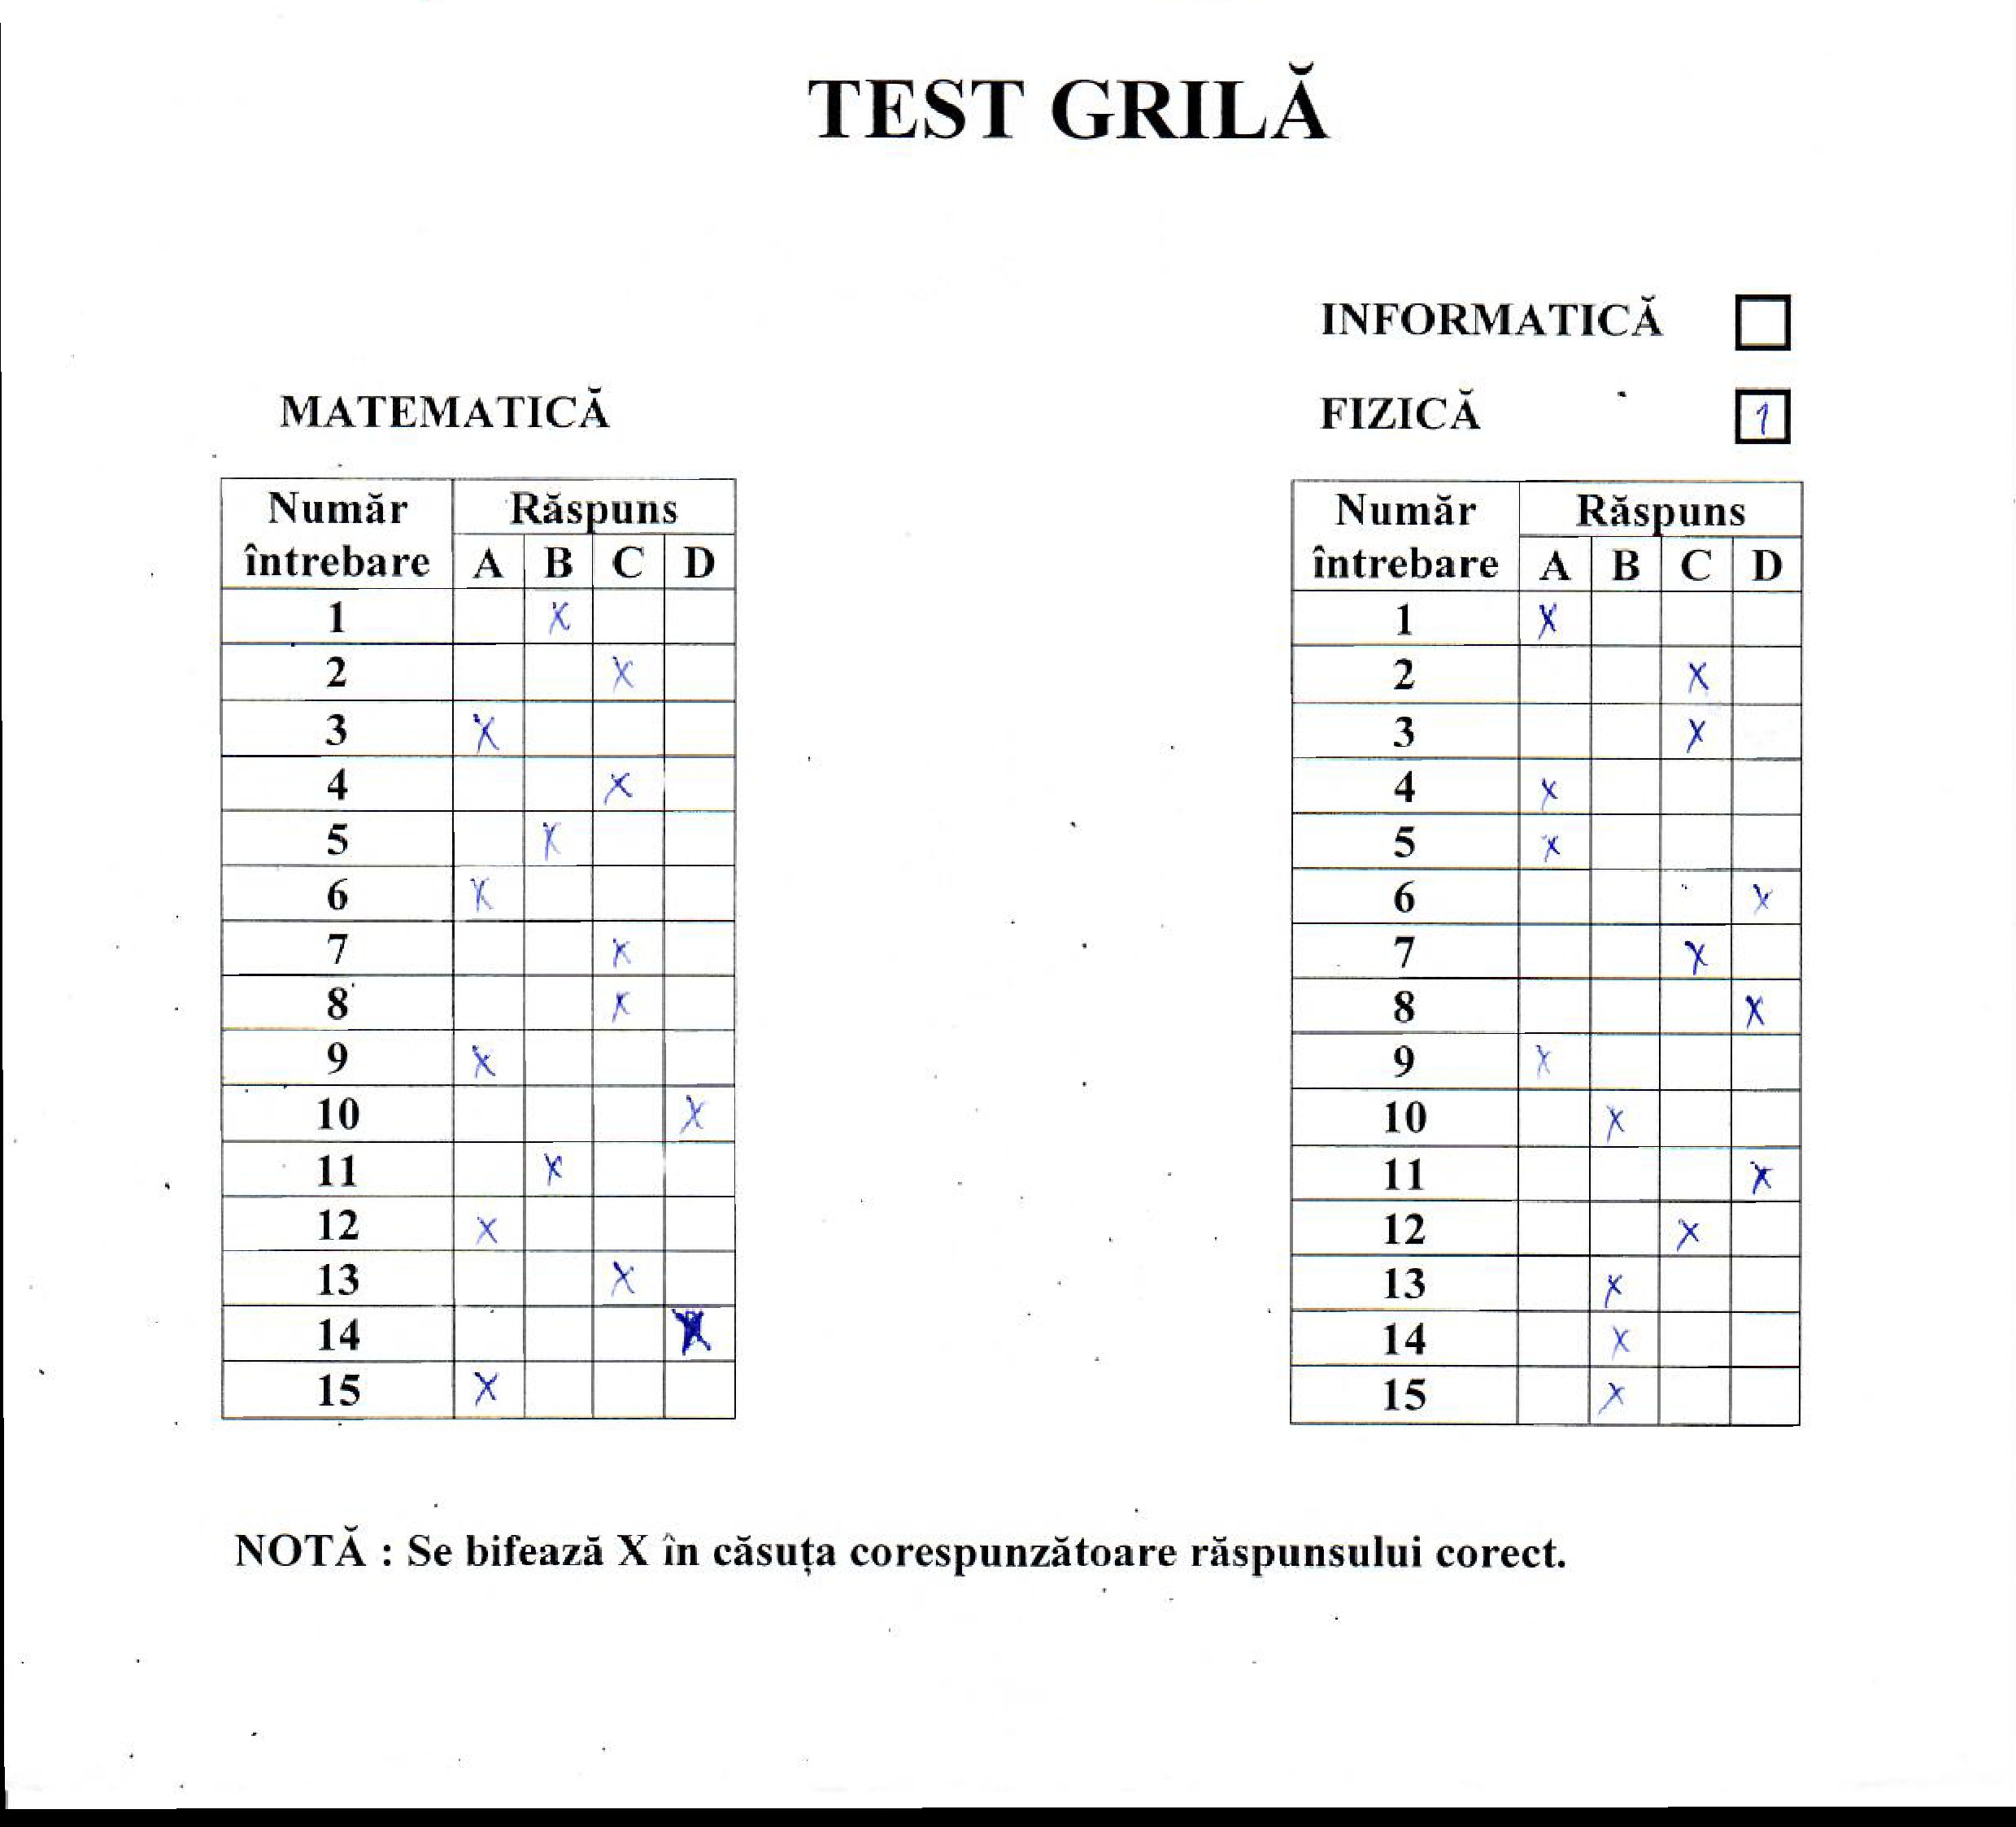 TEST GRILĂ
INFORMATICĂ
MATEMATICĂ
FIZICĂ 1
Număr întrebare Răspuns
A B C D
1 X
2 X
3 X
4 X
5 X
6 X
7 X
8 X
9 X
10 X
11 X
12 X
13 X
14 X
15 X
Număr întrebare Răspuns
A B C D
1 X
2 X
3 X
4 X
5 X
6 X
7 X
8 X
9 X
10 X
11 X
12 X
13 X
14 X
15 X
NOTĂ : Se bifează X în căsuța corespunzătoare răspunsului corect.